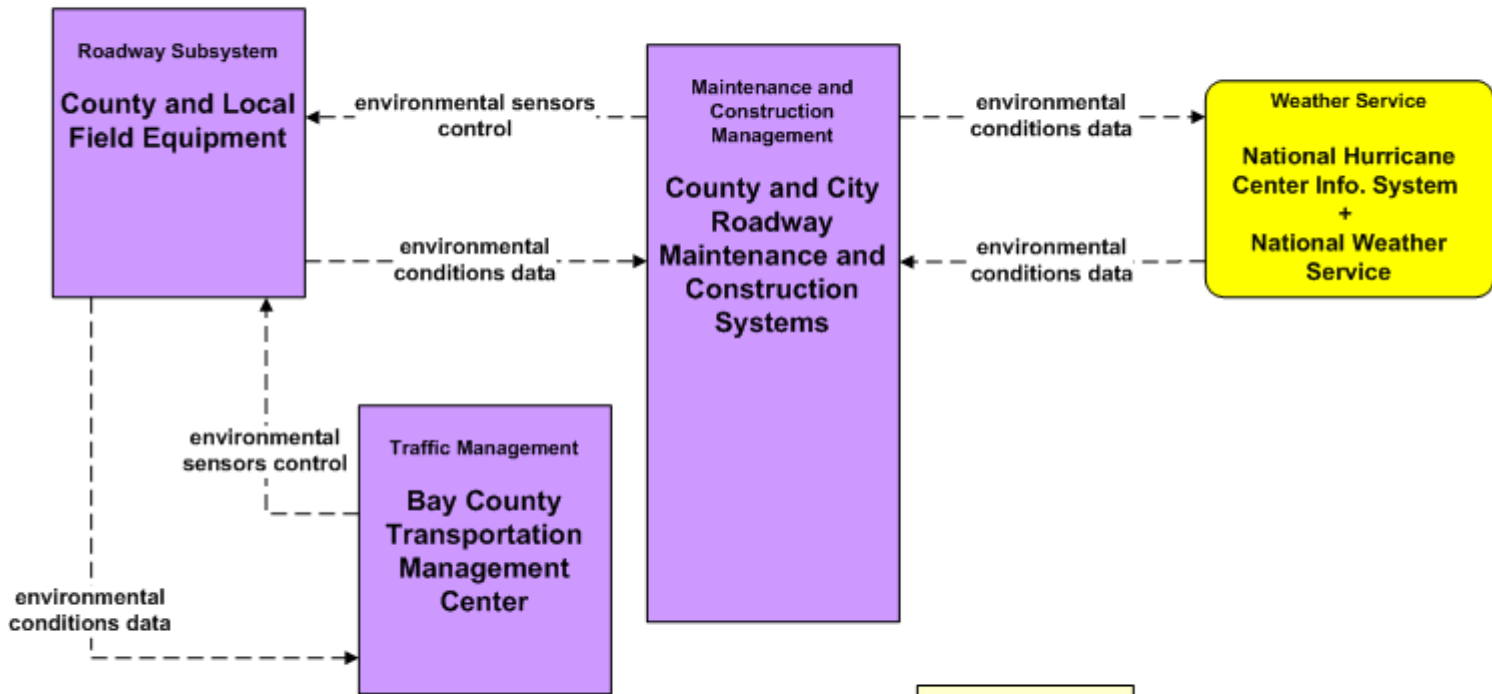 Roadway Subsystem
County and Local
Field Equipment
environmental sensors
control
environmental
conditions data
Maintenance and
Construction
Management
County and City
Roadway
Maintenance and
Construction
Systems
environmental
conditions data
environmental
conditions data
Weather Service
National Hurricane
Center Info. System
+
National Weather
Service
environmental
sensors control
Traffic Management
Bay County
Transportation
Management
Center
environmental
conditions data